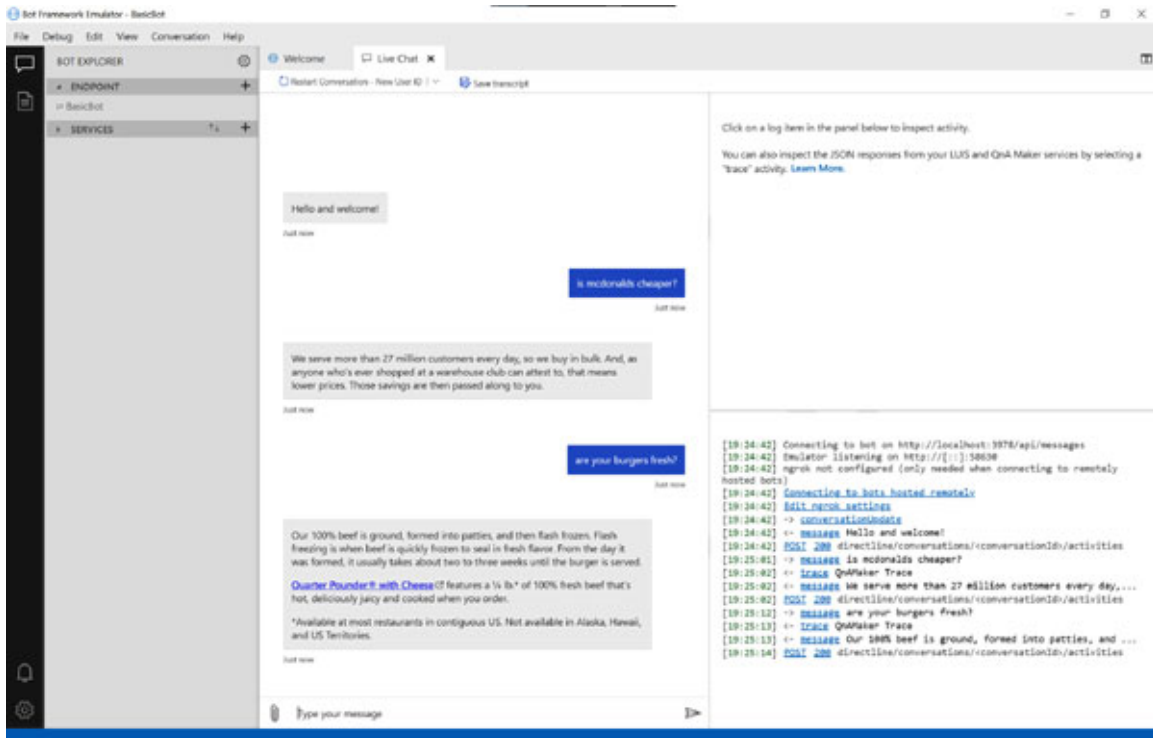 Bot Framework Emulator - BasicBot
File Debug Edit View Conversation Help
BOT EXPLORER
ENDPOINT
BasicBot
SERVICES
Welcome
Live Chat
Restart Conversation - New User ID
Save transcript
Hello and welcome!
Just now
is mcdonalds cheaper?
Just now
We serve more than 27 million customers every day, so we buy in bulk. And, as
anyone who's ever shopped at a warehouse club can attest to, that means
lower prices. Those savings are then passed along to you.
Just now
are your burgers fresh?
Just now
Our 100% beef is ground, formed into patties, and then flash frozen. Flash
freezing is when beef is quickly frozen to seal in fresh flavor. From the day it
was formed, it usually takes about two to three weeks until the burger is served.
Quarter Pounder® with Cheese features a ¼ lb.* of 100% fresh beef that's
hot, deliciously juicy and cooked when you order.
*Available at most restaurants in contiguous US. Not available in Alaska, Hawaii,
and US Territories.
Just now
Type your message
Click on a log item in the panel below to inspect activity.
You can also inspect the JSON responses from your LUIS and QnA Maker services by selecting a
"trace" activity. Learn More.
[19:24:42] Connecting to bot on http://localhost:3978/api/messages
[19:24:42] Emulator listening on http://[::]:58630
[19:24:42] ngrok not configured (only needed when connecting to remotely
hosted bots)
[19:24:42] Connecting to bots hosted remotely
[19:24:42] Edit ngrok settings
[19:24:42] -> conversationUpdate
[19:24:42] <- message Hello and welcome!
[19:24:42] POST 200 directline/conversations/<conversationId>/activities
[19:25:01] -> message is mcdonalds cheaper?
[19:25:02] <- trace QnAMaker Trace
[19:25:02] <- message We serve more than 27 million customers every day,...
[19:25:02] POST 200 directline/conversations/<conversationId>/activities
[19:25:12] -> message are your burgers fresh?
[19:25:13] <- trace QnAMaker Trace
[19:25:13] <- message Our 100% beef is ground, formed into patties, and ...
[19:25:14] POST 200 directline/conversations/<conversationId>/activities